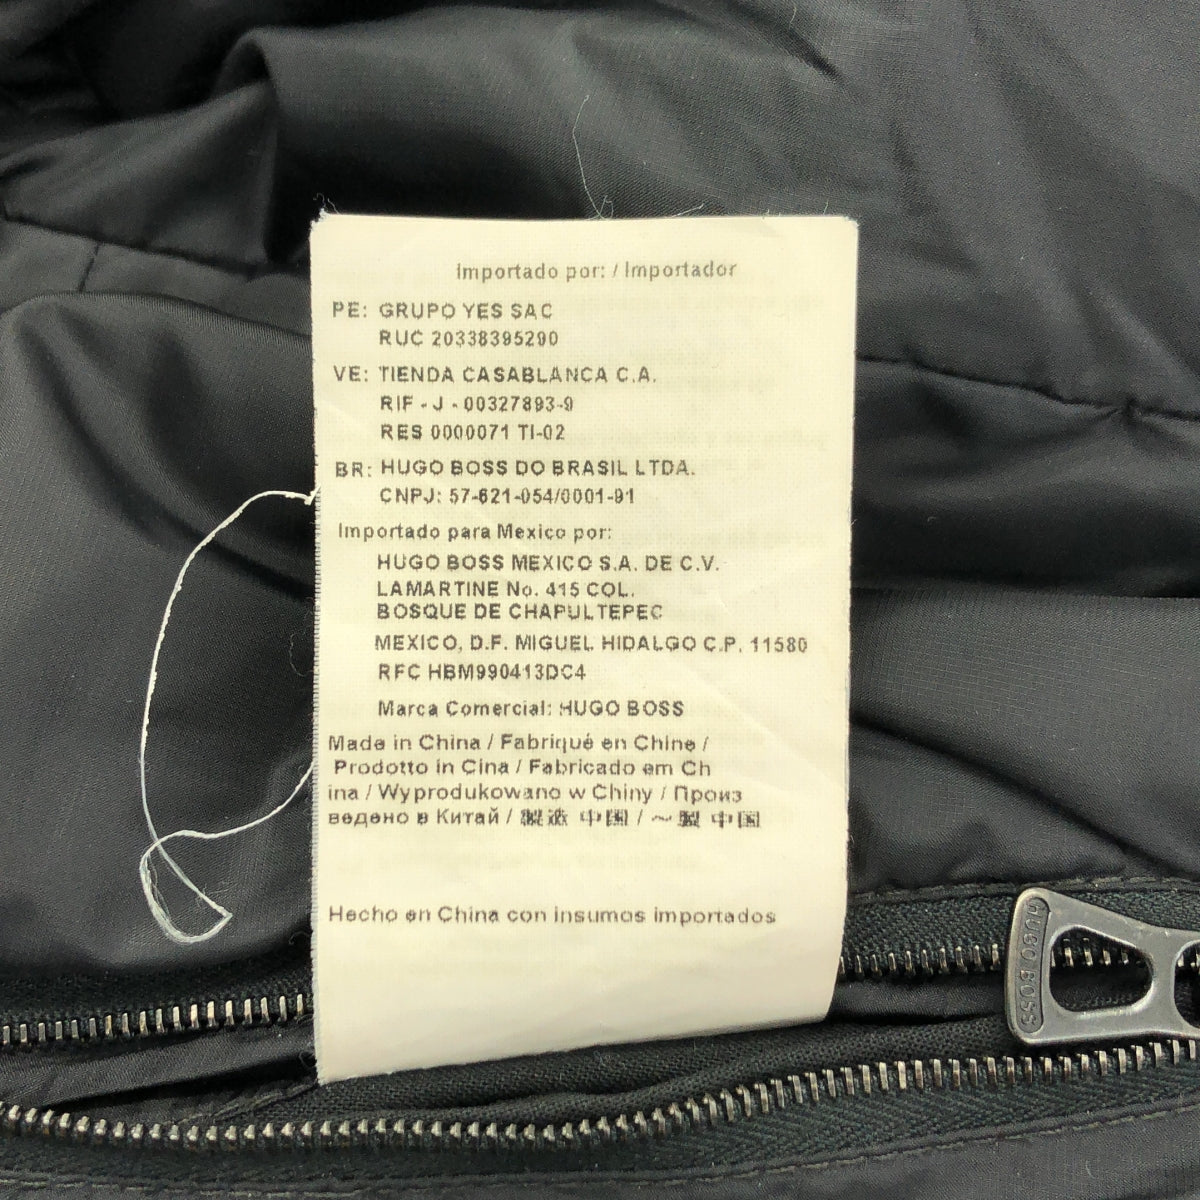 Importado por: / Importador
PE: GRUPO YES SAC
RUC 20338395290
VE: TIENDA CASABLANCA C.A.
RIF - J - 00327893-9
RES 0000071 TI-02
BR: HUGO BOSS DO BRASIL LTDA.
CNPJ: 57-621-054/0001-91
Importado para Mexico por:
HUGO BOSS MEXICO S.A. DE C.V.
LAMARTINE No. 415 COL.
BOSQUE DE CHAPULTEPEC
MEXICO, D.F. MIGUEL HIDALGO C.P. 11580
RFC HBM990413DC4
Marca Comercial: HUGO BOSS
Made in China / Fabriqué en Chine /
Prodotto in Cina / Fabricado em Ch
ina / Wyprodukowano w Chiny / Произ
ведено в Китай / 製造 中国 / ～製 中国
Hecho en China con insumos importados
HUGO BOSS